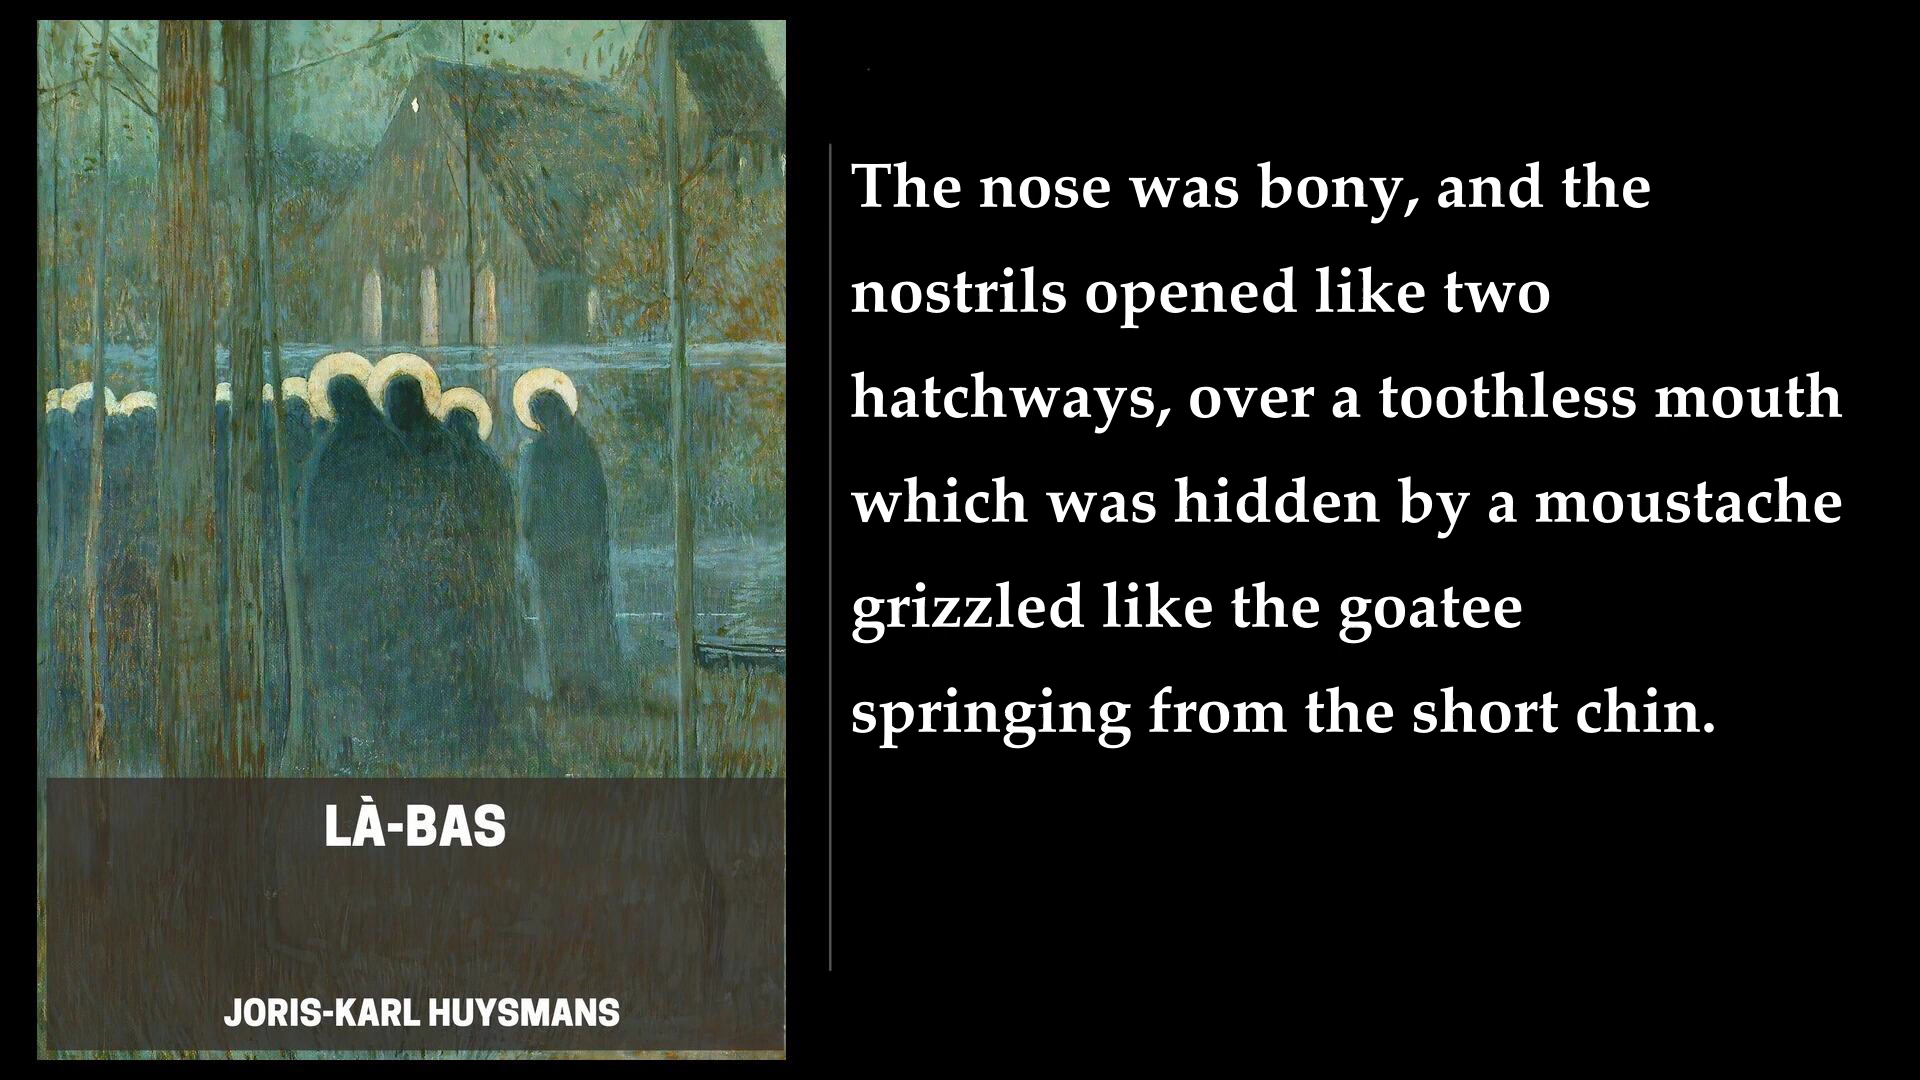 LÀ-BAS
JORIS-KARL HUYSMANS
The nose was bony, and the
nostrils opened like two
hatchways, over a toothless mouth
which was hidden by a moustache
grizzled like the goatee
springing from the short chin.